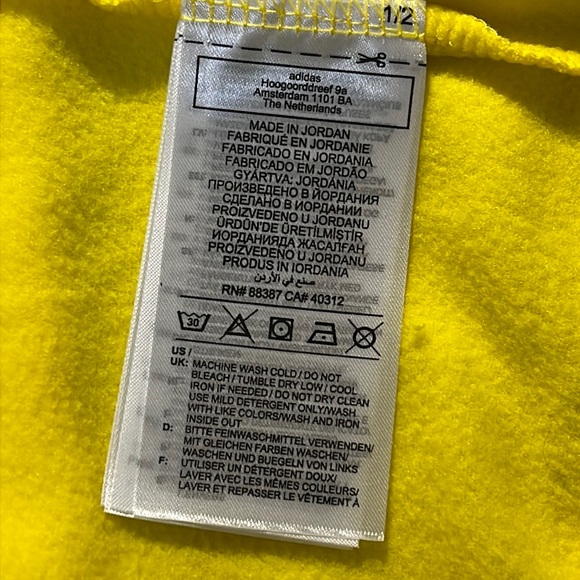 1/2
adidas
Hoogoorddreef 9a
Amsterdam 1101 BA
The Netherlands
MADE IN JORDAN
FABRIQUÉ EN JORDANIE
FABRICADO EN JORDANIA
FABRICADO EM JORDÃO
GYÁRTVA: JORDÁNIA
ПРОИЗВЕДЕНО В ИОРДАНИЯ
СДЕЛАНО В ИОРДАНИИ
PROIZVEDENO U JORDANU
ÜRDÜN'DE ÜRETİLMİSTİR
ИОРДАНИЯДА ЖАСАЛҒАН
PROIZVEDENO U JORDANU
PRODUS IN IORDANIA
صنع في الأردن
RN# 88387 CA# 40312
30
US /
UK: MACHINE WASH COLD / DO NOT
BLEACH / TUMBLE DRY LOW / COOL
IRON IF NEEDED / DO NOT DRY CLEAN
USE MILD DETERGENT ONLY/WASH
WITH LIKE COLORS/WASH AND IRON
INSIDE OUT
D: BITTE FEINWASCHMITTEL VERWENDEN/
MIT GLEICHEN FARBEN WASCHEN/
WASCHEN UND BUEGELN VON LINKS
F: UTILISER UN DÉTERGENT DOUX/
LAVER AVEC LES MÊMES COULEURS/
LAVER ET REPASSER LE VÊTEMENT À